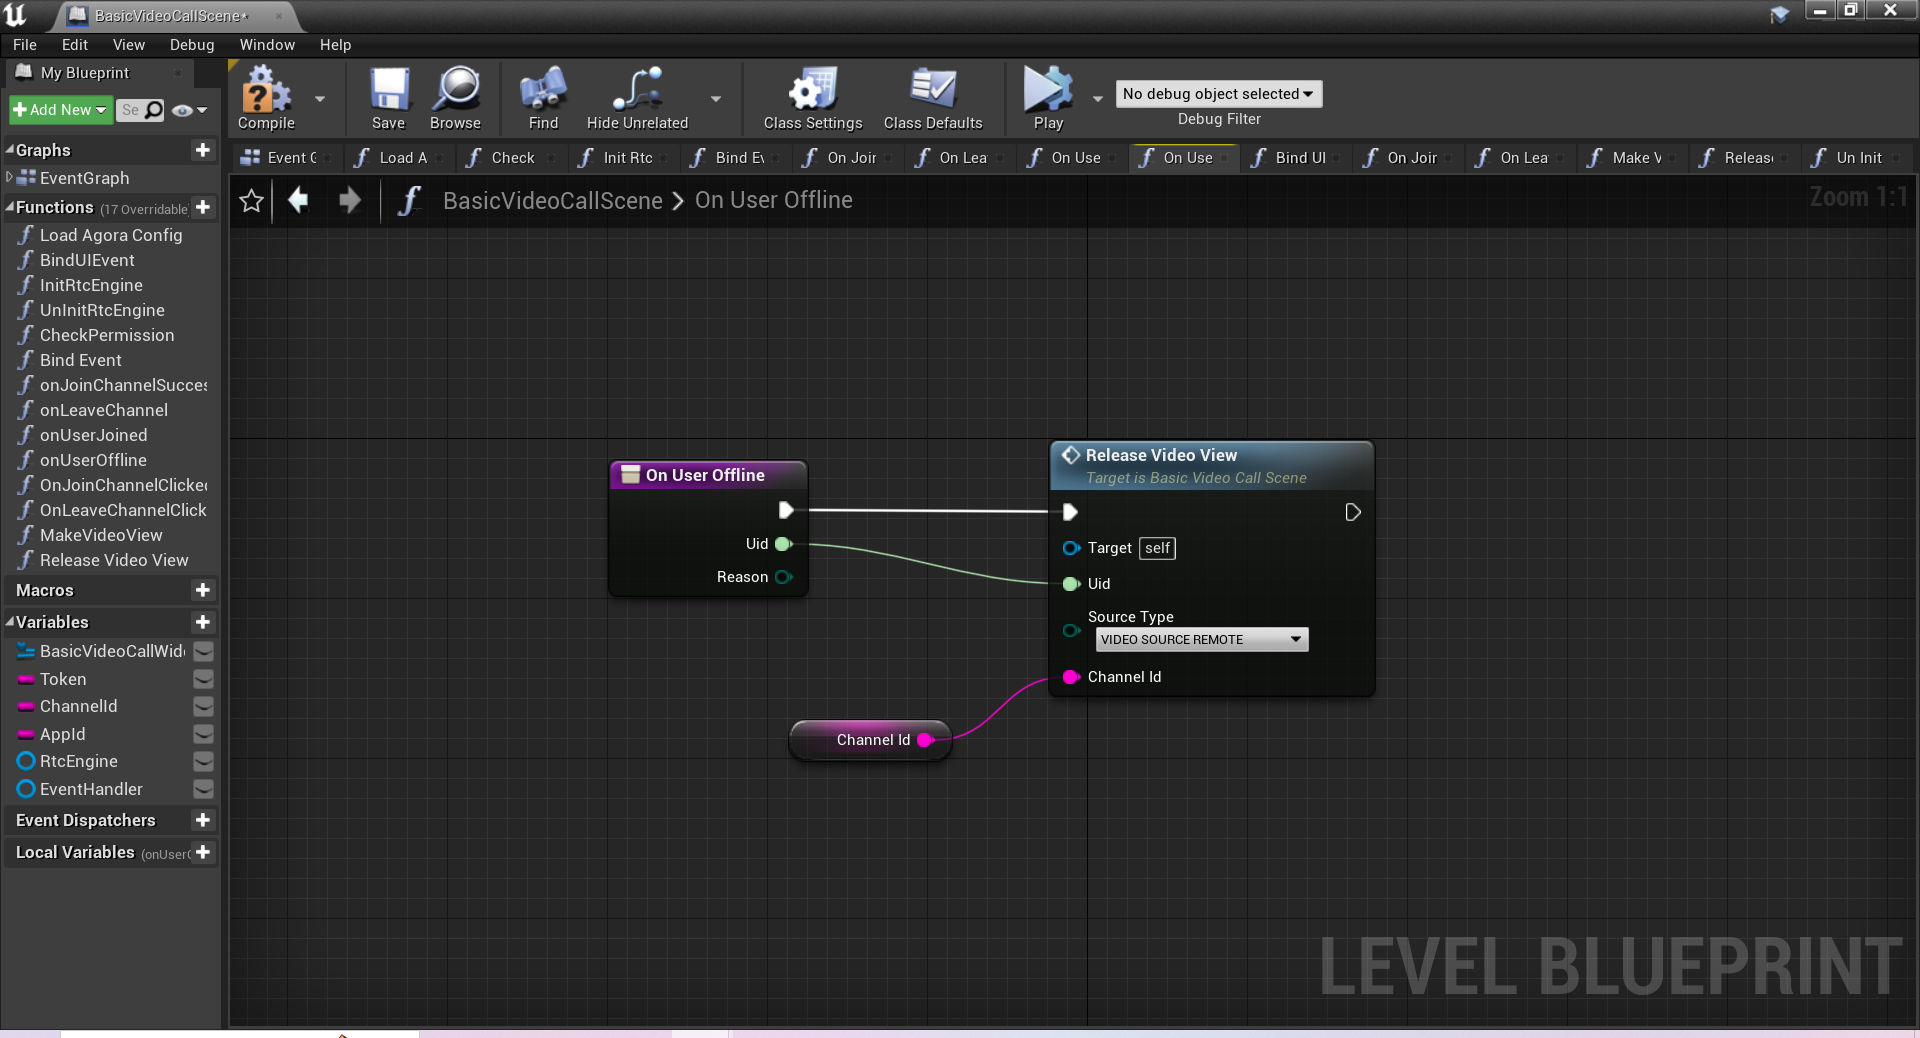 BasicVideoCallScene*
File Edit View Debug Window Help
My Blueprint
Add New
Se
Compile
Save
Browse
Find
Hide Unrelated
Class Settings
Class Defaults
Play
No debug object selected
Debug Filter
Graphs
EventGraph
Functions (17 Overridable
Load Agora Config
BindUIEvent
InitRtcEngine
UnInitRtcEngine
CheckPermission
Bind Event
onJoinChannelSucces
onLeaveChannel
onUserJoined
onUserOffline
OnJoinChannelClicked
OnLeaveChannelClick
MakeVideoView
Release Video View
Macros
Variables
BasicVideoCallWid
Token
ChannelId
AppId
RtcEngine
EventHandler
Event Dispatchers
Local Variables (onUserO
Event G
Load A
Check
Init Rtc
Bind Ev
On Joir
On Lea
On Use
On Use
Bind UI
On Joir
On Lea
Make V
Releas
Un Init
BasicVideoCallScene > On User Offline
Zoom 1:1
On User Offline
Uid
Reason
Release Video View
Target is Basic Video Call Scene
Target self
Uid
Source Type
VIDEO SOURCE REMOTE
Channel Id
Channel Id
LEVEL BLUEPRINT